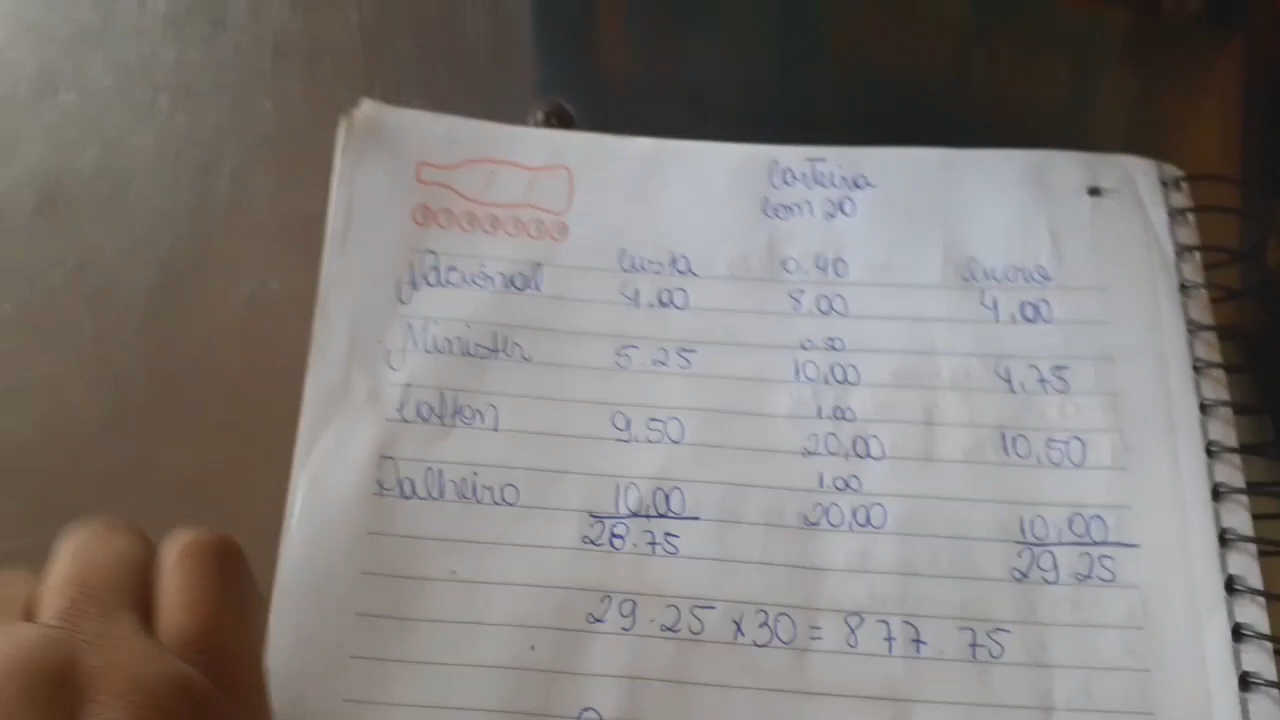 Carteira
com 20
Nacional custa 0.40 lucro
4.00 8.00 4,00
Minister 0.50
5.25 10,00 4.75
1.00
9.50 20,00 10,50
Palheiro 1.00
10,00 20,00 10,00
28.75 29.25
29.25 x 30 = 877.75